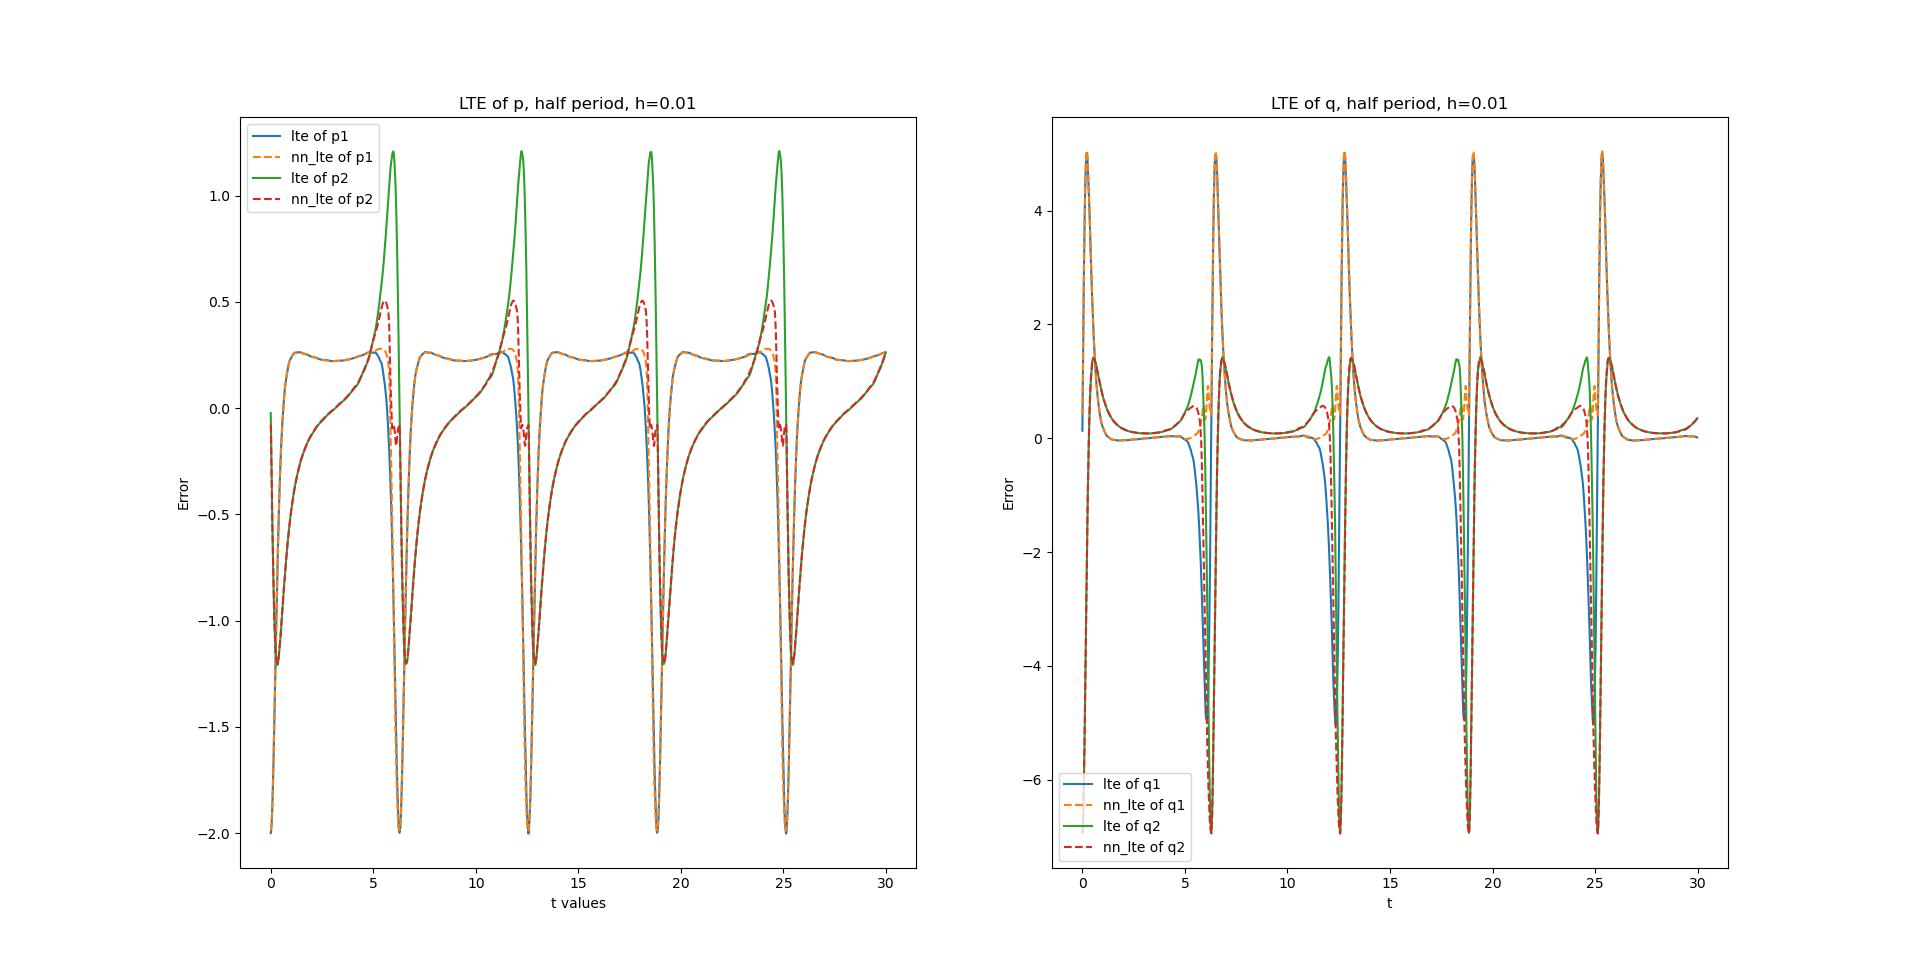 LTE of p, half period, h=0.01
lte of p1
nn_lte of p1
lte of p2
nn_lte of p2
1.0
0.5
0.0
−0.5
−1.0
−1.5
−2.0
Error
0 5 10 15 20 25 30
t values
LTE of q, half period, h=0.01
4
2
0
−2
−4
−6
Error
lte of q1
nn_lte of q1
lte of q2
nn_lte of q2
0 5 10 15 20 25 30
t